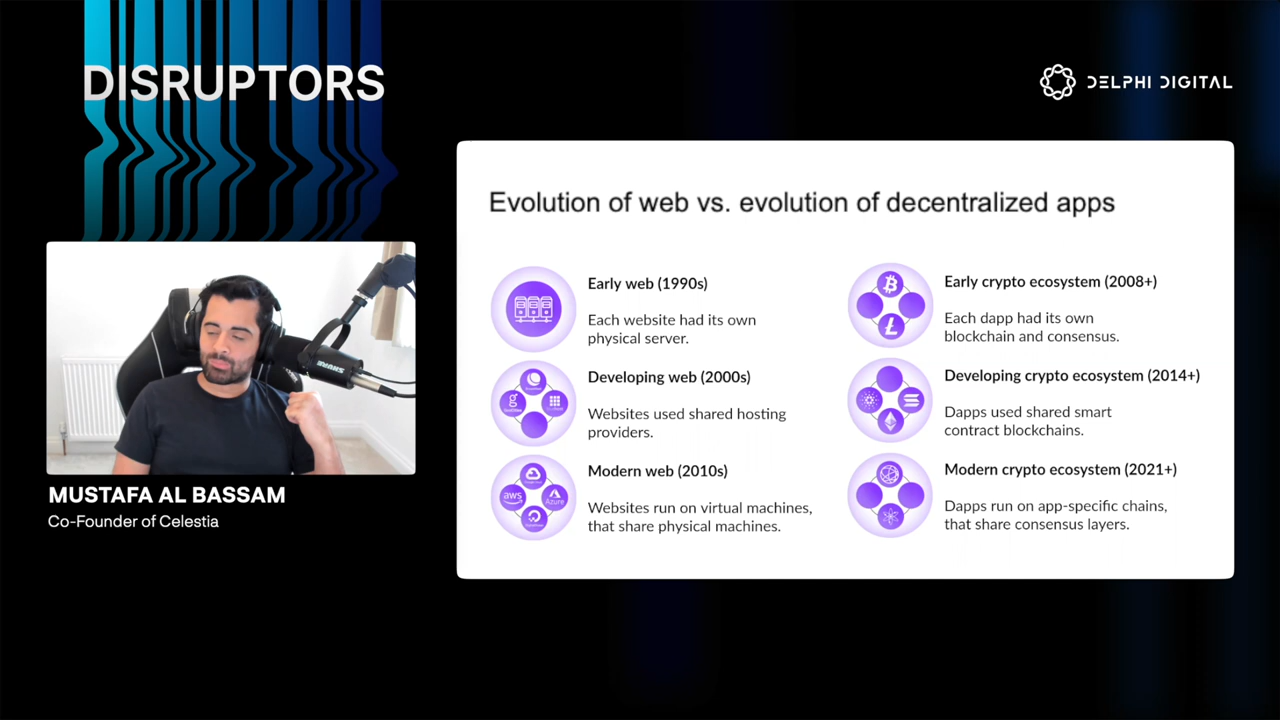 DISRUPTORS
DELPHI DIGITAL
MUSTAFA AL BASSAM
Co-Founder of Celestia
Evolution of web vs. evolution of decentralized apps
Early web (1990s)
Each website had its own
physical server.
Developing web (2000s)
Websites used shared hosting
providers.
Modern web (2010s)
aws
Azure
Websites run on virtual machines,
that share physical machines.
Early crypto ecosystem (2008+)
Each dapp had its own
blockchain and consensus.
Developing crypto ecosystem (2014+)
Dapps used shared smart
contract blockchains.
Modern crypto ecosystem (2021+)
Dapps run on app-specific chains,
that share consensus layers.